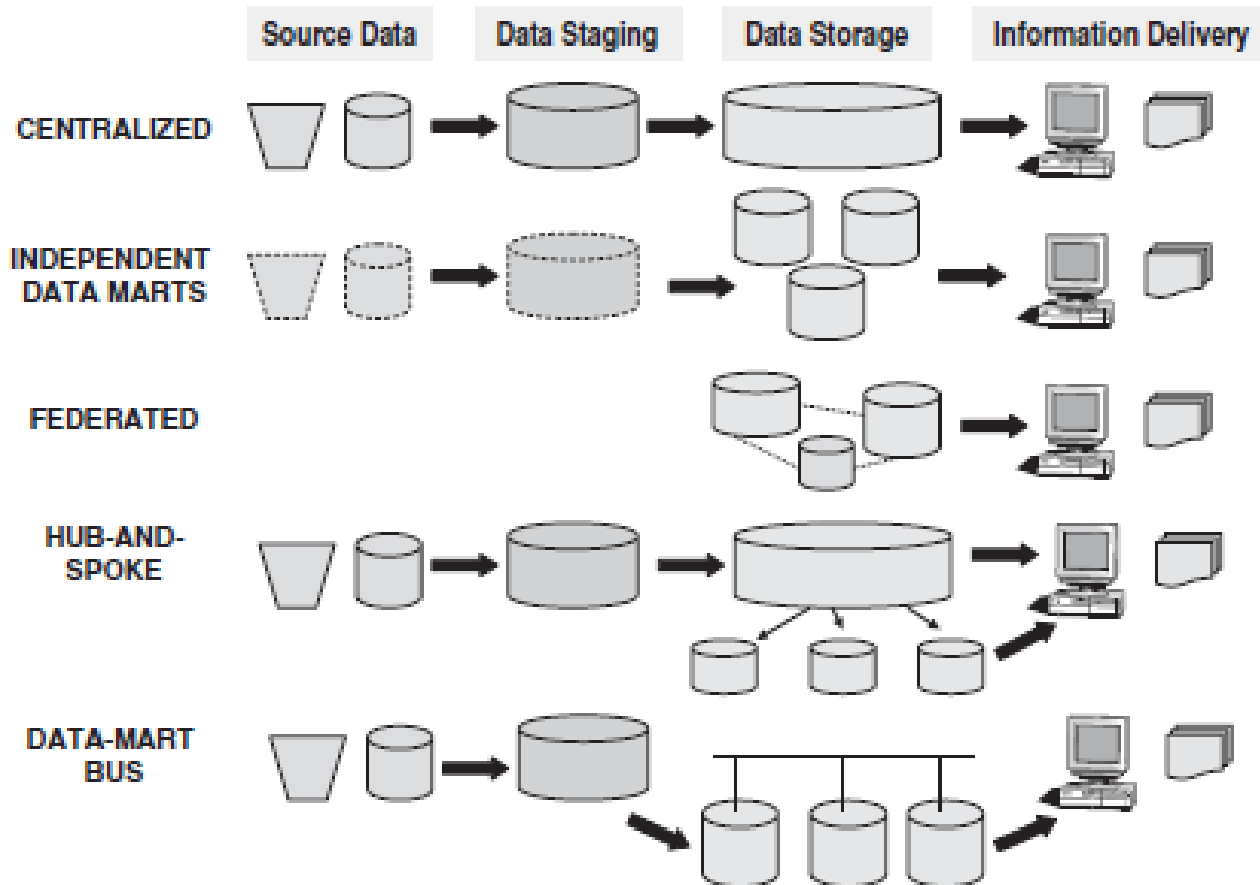 Source Data
Data Staging
Data Storage
Information Delivery
CENTRALIZED
INDEPENDENT
DATA MARTS
FEDERATED
HUB-AND-
SPOKE
DATA-MART
BUS